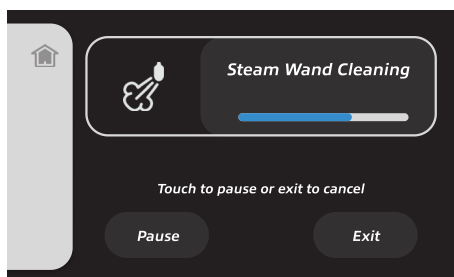 Steam Wand Cleaning
Touch to pause or exit to cancel
Pause
Exit